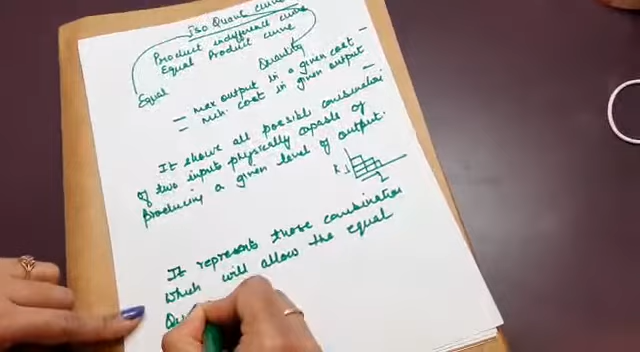 Iso Quant curve
Product indifference curve
Equal Product curve
Equal Quantity
= max output in a given cost -
= Min. cost in given output -
It shows all possible combination
of two inputs physically capable of
producing a given level of output.
K L
It represents those combination
which will allow the equal